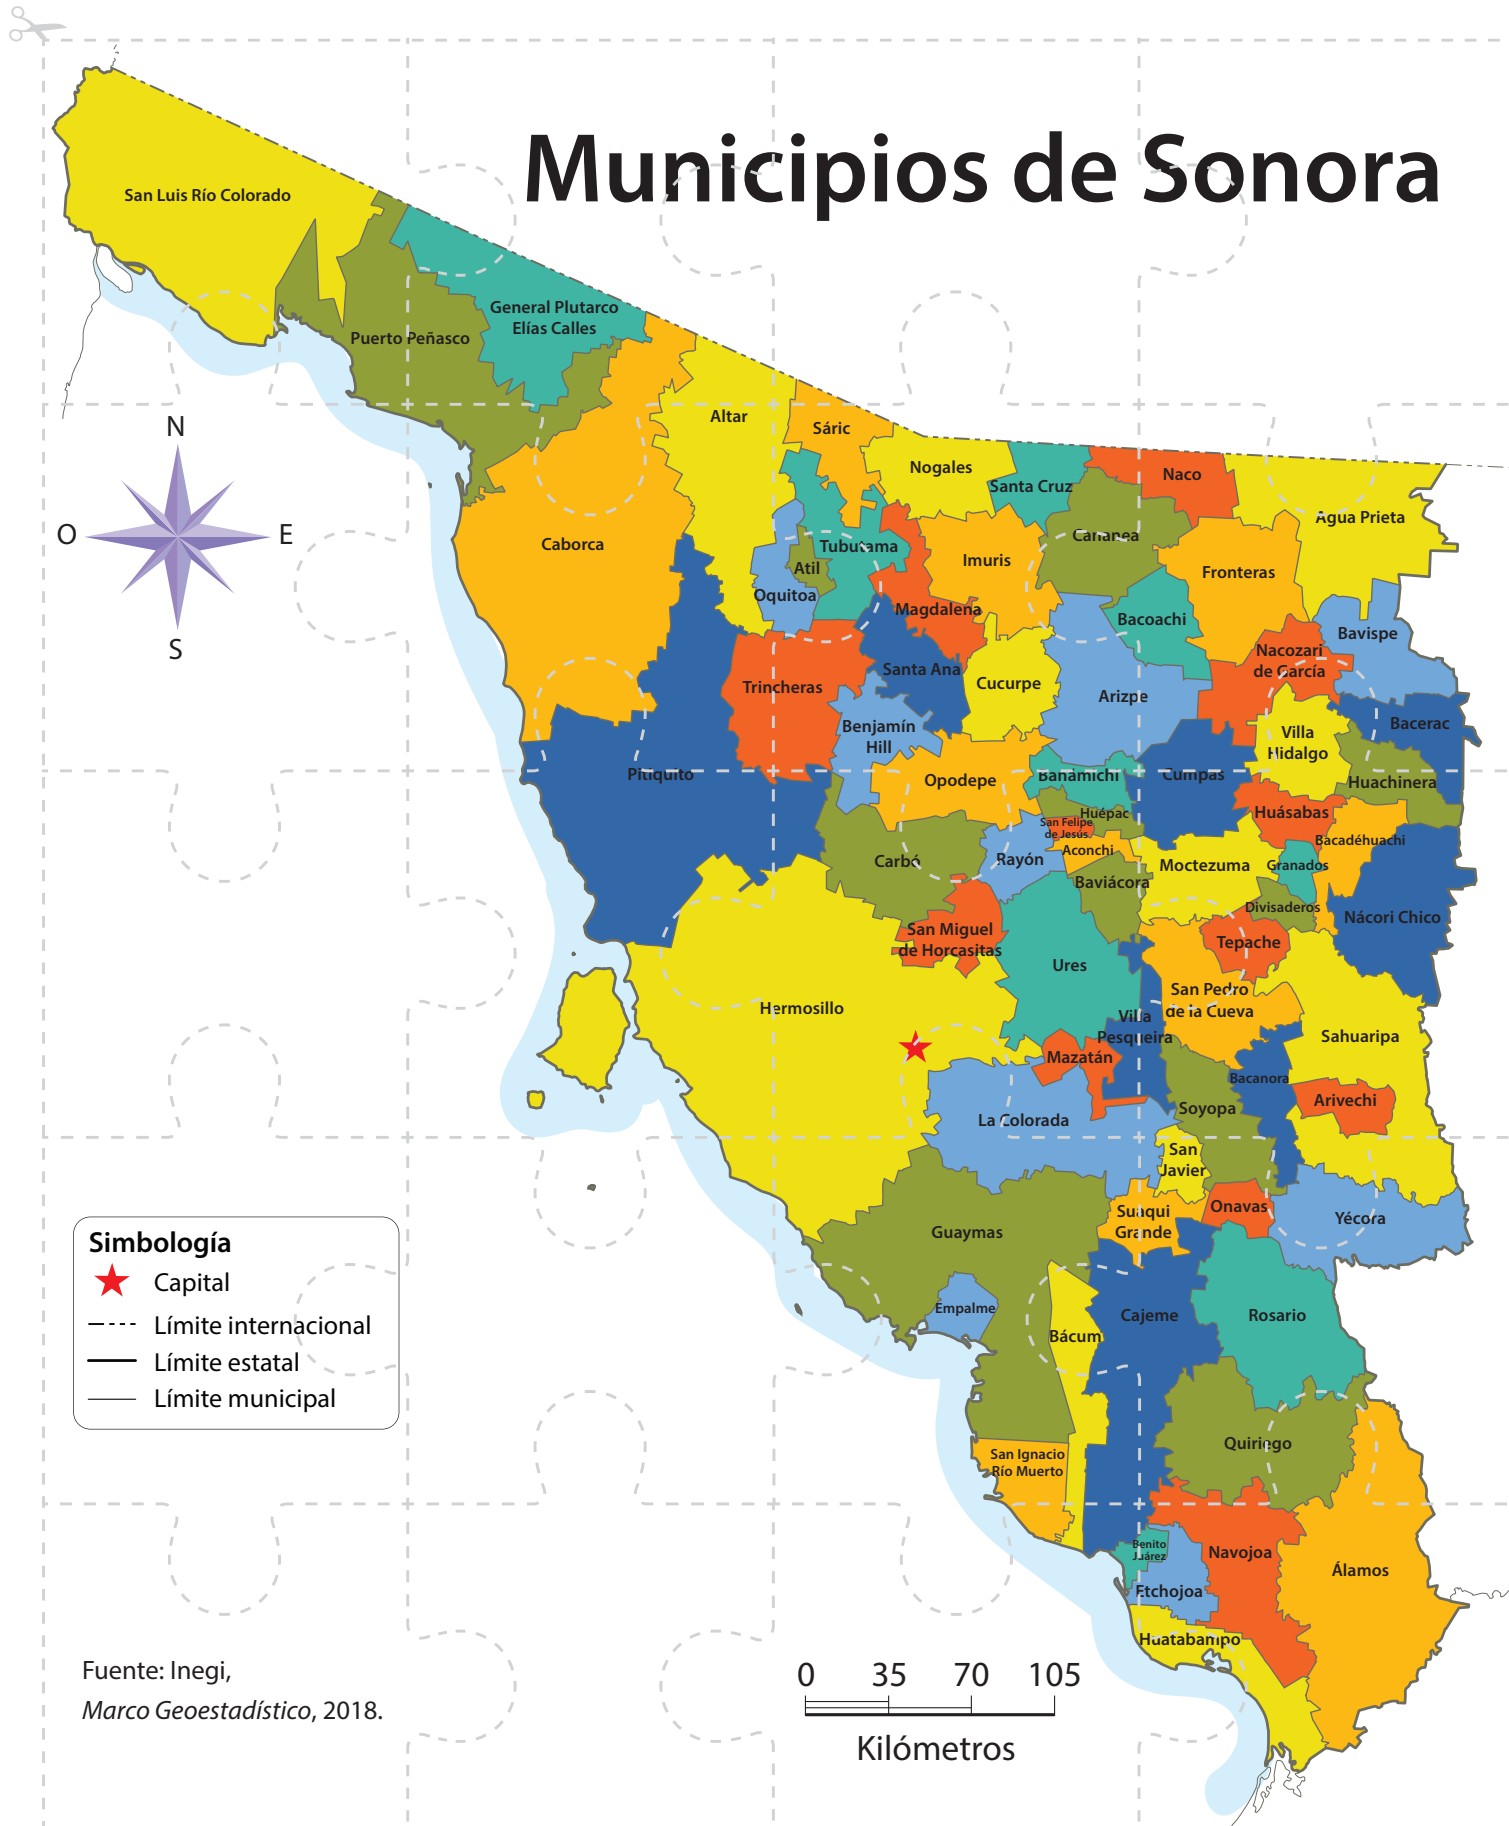 Municipios de Sonora
San Luis Río Colorado
General Plutarco
Elías Calles
Puerto Peñasco
Altar
Sáric
Nogales
Santa Cruz
Naco
Agua Prieta
Cananea
Caborca
Tubutama
Atil
Imuris
Fronteras
Oquitoa
Magdalena
Bacoachi
Bavispe
Nacozari
de García
Santa Ana
Cucurpe
Trincheras
Arizpe
Bacerac
Benjamín
Hill
Villa
Hidalgo
Pitiquito
Opodepe
Banámichi
Cumpas
Huachinera
Huépac
Huásabas
San Felipe
de Jesús
Bacadéhuachi
Aconchi
Carbó
Rayón
Moctezuma
Granados
Baviácora
Divisaderos
Nácori Chico
San Miguel
de Horcasitas
Tepache
Ures
San Pedro
de la Cueva
Hermosillo
Villa
Pesqueira
Sahuaripa
Mazatán
Bacanora
Arivechi
Soyopa
La Colorada
San
Javier
Onavas
Suaqui
Grande
Yécora
Guaymas
Empalme
Cajeme
Rosario
Bácum
Quiriego
San Ignacio
Río Muerto
Benito
Juárez
Navojoa
Álamos
Etchojoa
Huatabampo
N
O
E
S
Simbología
Capital
Límite internacional
Límite estatal
Límite municipal
Fuente: Inegi,
Marco Geoestadístico, 2018.
0 35 70 105
Kilómetros